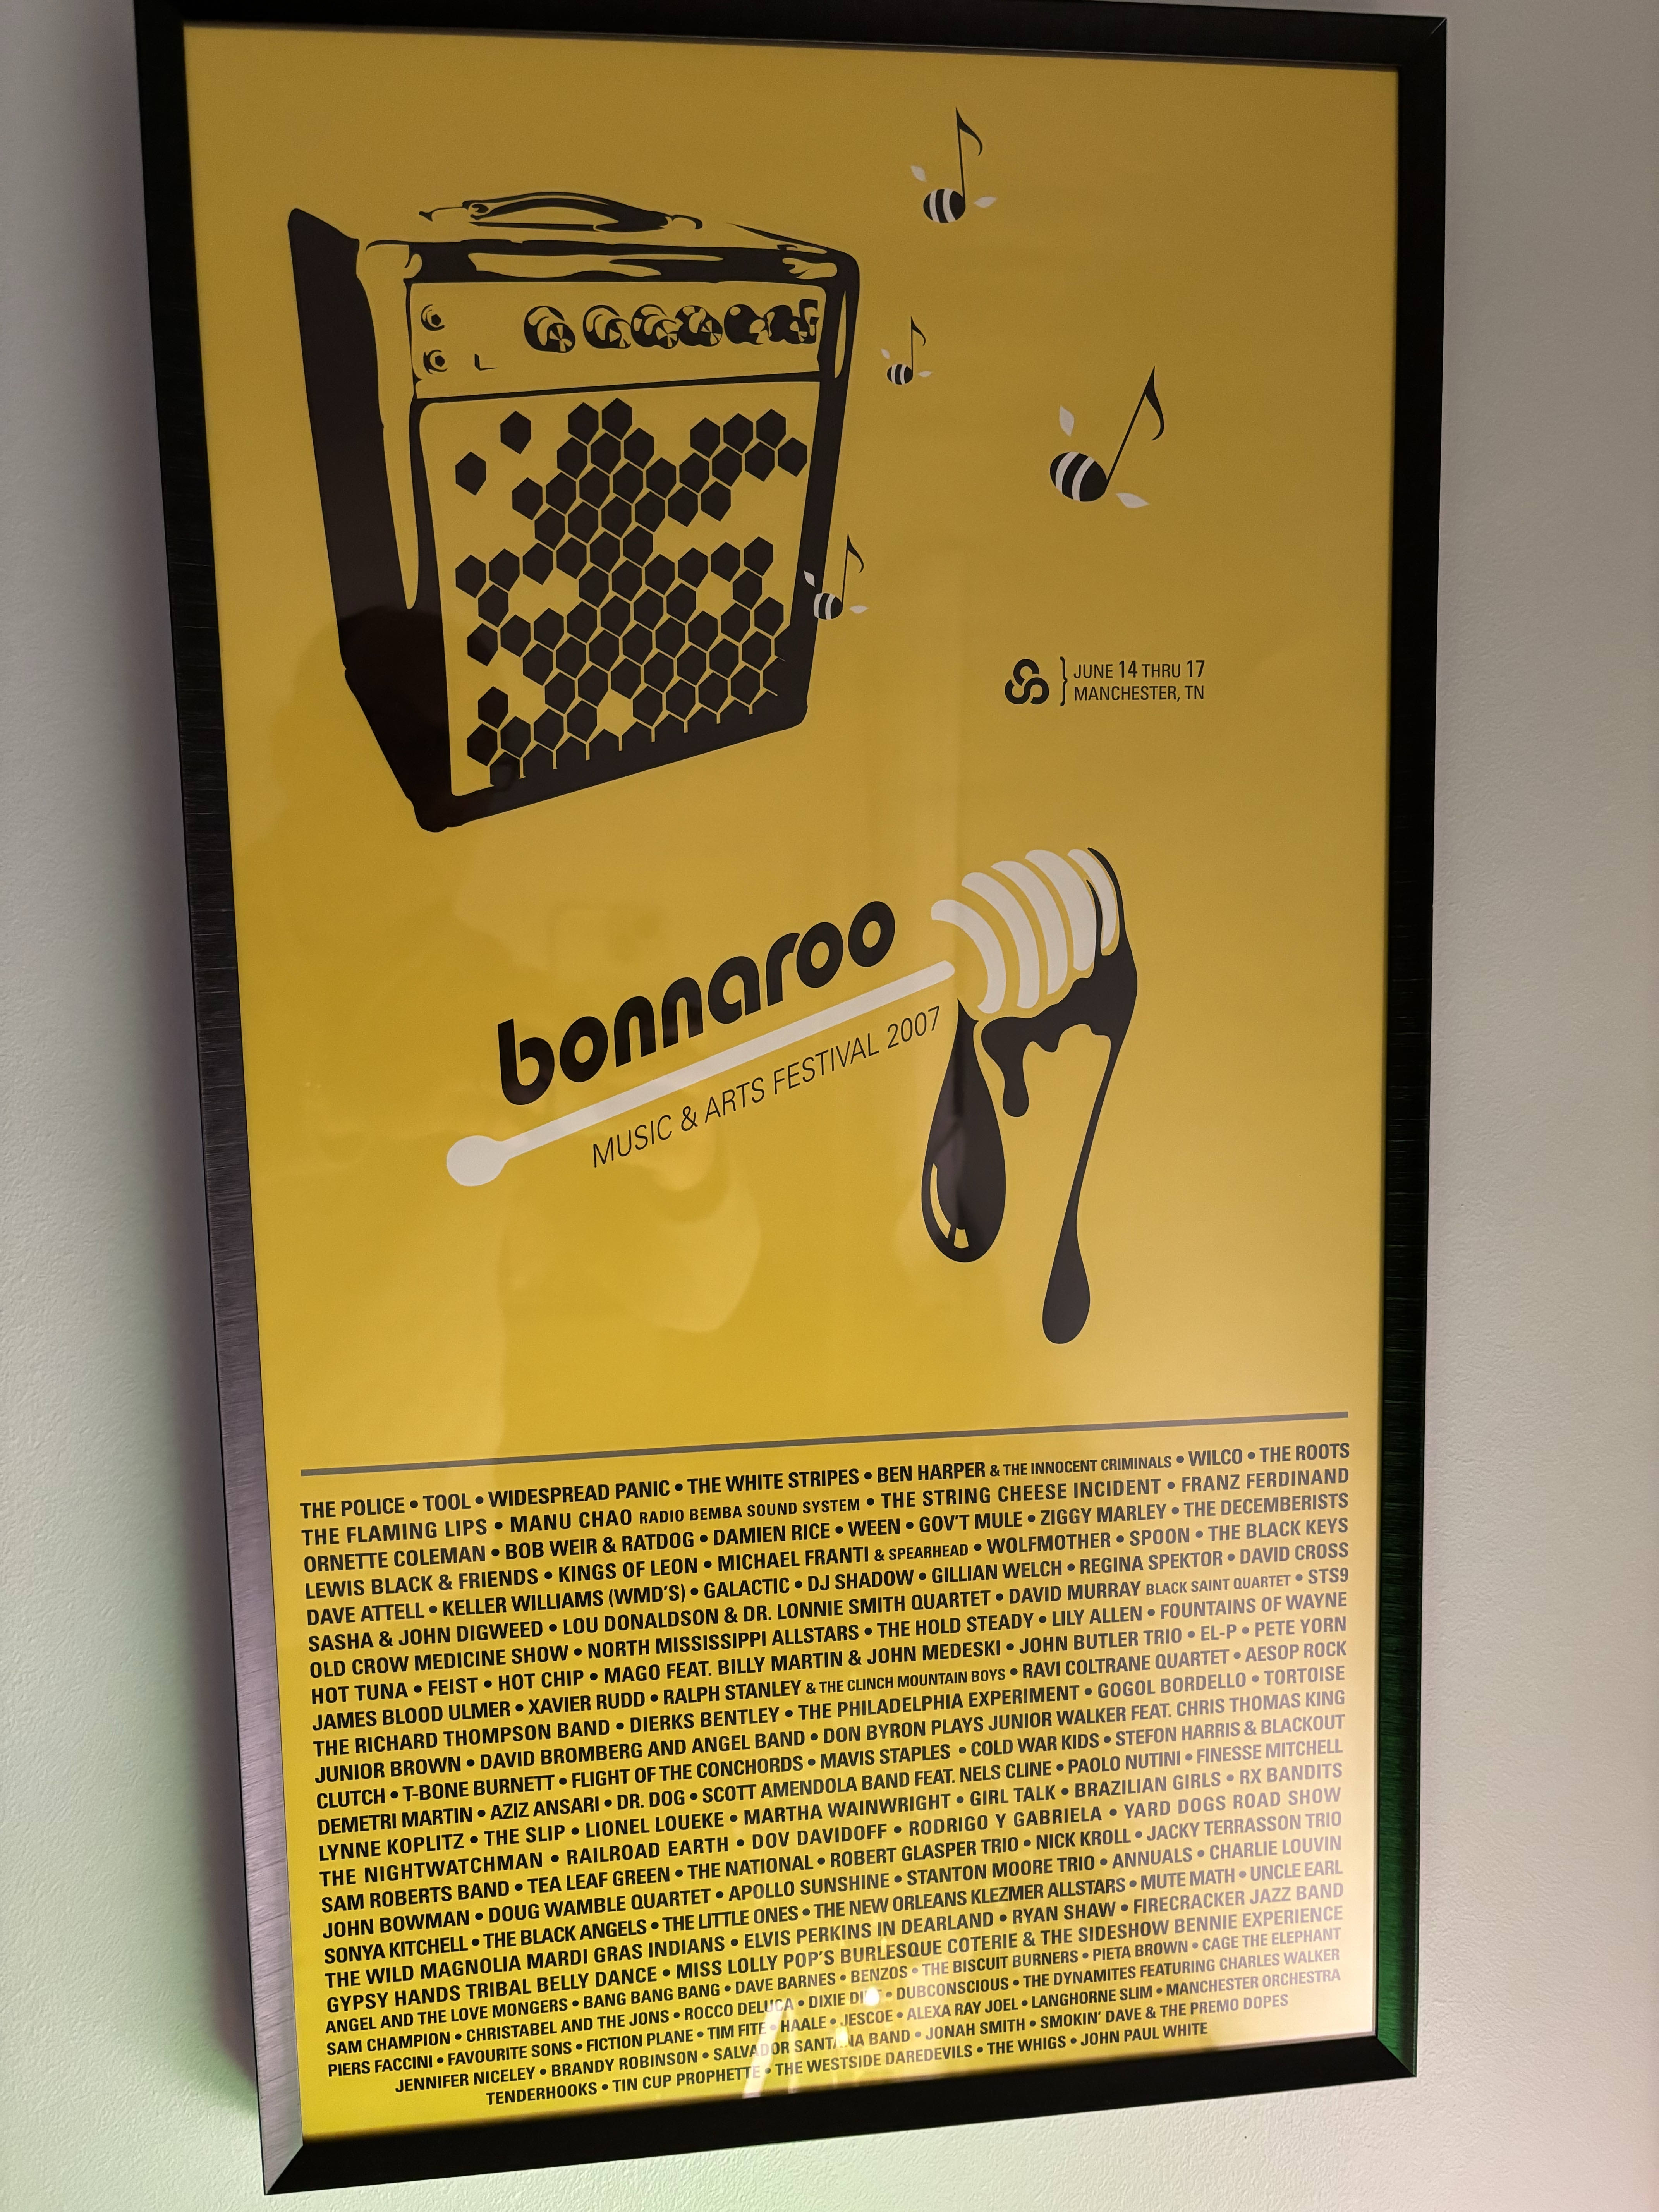 JUNE 14 THRU 17
MANCHESTER, TN
bonnaroo
MUSIC & ARTS FESTIVAL 2007
THE POLICE • TOOL • WIDESPREAD PANIC • THE WHITE STRIPES • BEN HARPER & THE INNOCENT CRIMINALS • WILCO • THE ROOTS
THE FLAMING LIPS • MANU CHAO RADIO BEMBA SOUND SYSTEM • THE STRING CHEESE INCIDENT • FRANZ FERDINAND
ORNETTE COLEMAN • BOB WEIR & RATDOG • DAMIEN RICE • WEEN • GOV'T MULE • ZIGGY MARLEY • THE DECEMBERISTS
LEWIS BLACK & FRIENDS • KINGS OF LEON • MICHAEL FRANTI & SPEARHEAD • WOLFMOTHER • SPOON • THE BLACK KEYS
DAVE ATTELL • KELLER WILLIAMS (WMD'S) • GALACTIC • DJ SHADOW • GILLIAN WELCH • REGINA SPEKTOR • DAVID CROSS
SASHA & JOHN DIGWEED • LOU DONALDSON & DR. LONNIE SMITH QUARTET • DAVID MURRAY BLACK SAINT QUARTET • STS9
OLD CROW MEDICINE SHOW • NORTH MISSISSIPPI ALLSTARS • THE HOLD STEADY • LILY ALLEN • FOUNTAINS OF WAYNE
HOT TUNA • FEIST • HOT CHIP • MAGO FEAT. BILLY MARTIN & JOHN MEDESKI • JOHN BUTLER TRIO • EL-P • PETE YORN
JAMES BLOOD ULMER • XAVIER RUDD • RALPH STANLEY & THE CLINCH MOUNTAIN BOYS • RAVI COLTRANE QUARTET • AESOP ROCK
THE RICHARD THOMPSON BAND • DIERKS BENTLEY • THE PHILADELPHIA EXPERIMENT • GOGOL BORDELLO • TORTOISE
JUNIOR BROWN • DAVID BROMBERG AND ANGEL BAND • DON BYRON PLAYS JUNIOR WALKER FEAT. CHRIS THOMAS KING
CLUTCH • T-BONE BURNETT • FLIGHT OF THE CONCHORDS • MAVIS STAPLES • COLD WAR KIDS • STEFON HARRIS & BLACKOUT
DEMETRI MARTIN • AZIZ ANSARI • DR. DOG • SCOTT AMENDOLA BAND FEAT. NELS CLINE • PAOLO NUTINI • FINESSE MITCHELL
LYNNE KOPLITZ • THE SLIP • LIONEL LOUEKE • MARTHA WAINWRIGHT • GIRL TALK • BRAZILIAN GIRLS • RX BANDITS
THE NIGHTWATCHMAN • RAILROAD EARTH • DOV DAVIDOFF • RODRIGO Y GABRIELA • YARD DOGS ROAD SHOW
SAM ROBERTS BAND • TEA LEAF GREEN • THE NATIONAL • ROBERT GLASPER TRIO • NICK KROLL • JACKY TERRASSON TRIO
JOHN BOWMAN • DOUG WAMBLE QUARTET • APOLLO SUNSHINE • STANTON MOORE TRIO • ANNUALS • CHARLIE LOUVIN
SONYA KITCHELL • THE BLACK ANGELS • THE LITTLE ONES • THE NEW ORLEANS KLEZMER ALLSTARS • MUTE MATH • UNCLE EARL
THE WILD MAGNOLIA MARDI GRAS INDIANS • ELVIS PERKINS IN DEARLAND • RYAN SHAW • FIRECRACKER JAZZ BAND
GYPSY HANDS TRIBAL BELLY DANCE • MISS LOLLY POP'S BURLESQUE COTERIE & THE SIDESHOW BENNIE EXPERIENCE
ANGEL AND THE LOVE MONGERS • BANG BANG BANG • DAVE BARNES • BENZOS • THE BISCUIT BURNERS • PIETA BROWN • CAGE THE ELEPHANT
SAM CHAMPION • CHRISTABEL AND THE JONS • ROCCO DELUCA • DIXIE • DUBCONSCIOUS • THE DYNAMITES FEATURING CHARLES WALKER
PIERS FACCINI • FAVOURITE SONS • FICTION PLANE • TIM FITE • HAALE • JESCOE • ALEXA RAY JOEL • LANGHORNE SLIM • MANCHESTER ORCHESTRA
JENNIFER NICELEY • BRANDY ROBINSON • SALVADOR SANTANA BAND • JONAH SMITH • SMOKIN' DAVE & THE PREMO DOPES
TENDERHOOKS • TIN CUP PROPHETTE • THE WESTSIDE DAREDEVILS • THE WHIGS • JOHN PAUL WHITE